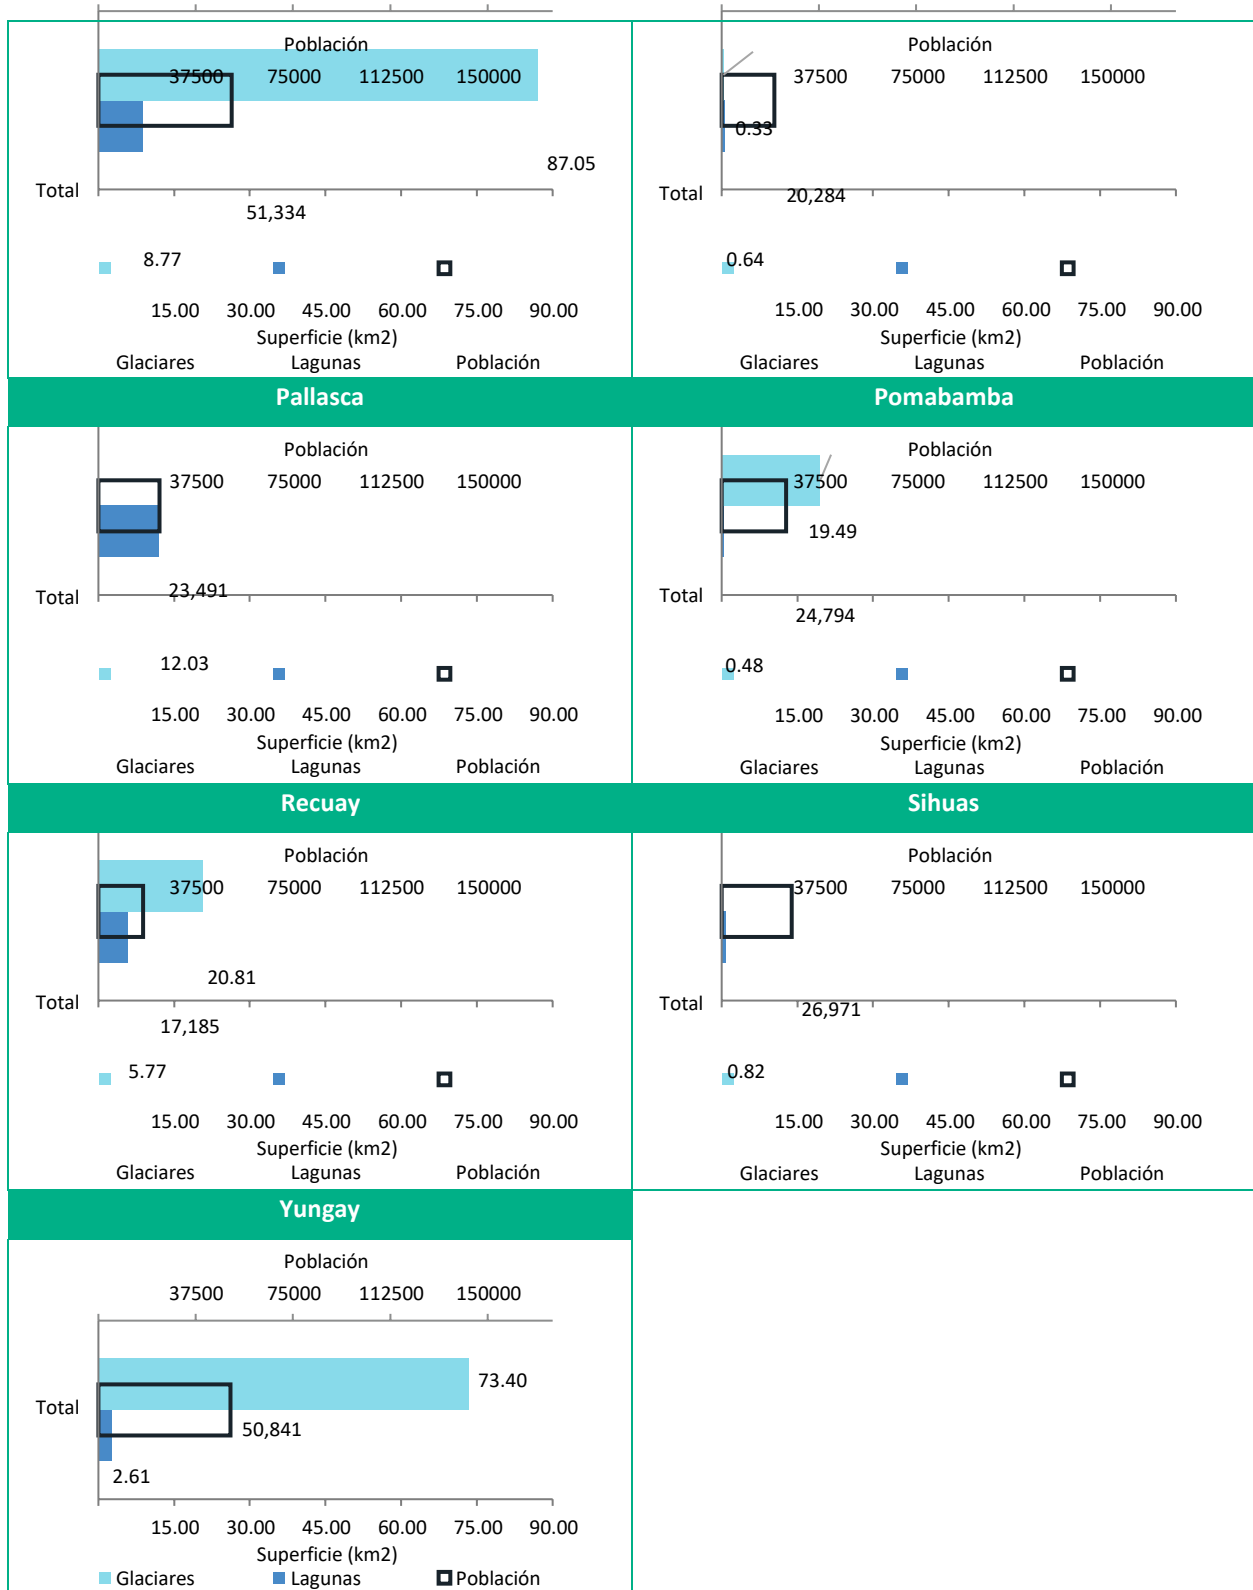 Población
37500 75000 112500 150000
87.05
Total
51,334
8.77
15.00 30.00 45.00 60.00 75.00 90.00
Superficie (km2)
Glaciares Lagunas Población
Población
37500 75000 112500 150000
0.33
Total
20,284
0.64
15.00 30.00 45.00 60.00 75.00 90.00
Superficie (km2)
Glaciares Lagunas Población
Pallasca
Pomabamba
Población
37500 75000 112500 150000
Total
23,491
12.03
15.00 30.00 45.00 60.00 75.00 90.00
Superficie (km2)
Glaciares Lagunas Población
Población
37500 75000 112500 150000
19.49
Total
24,794
0.48
15.00 30.00 45.00 60.00 75.00 90.00
Superficie (km2)
Glaciares Lagunas Población
Recuay
Sihuas
Población
37500 75000 112500 150000
20.81
Total
17,185
5.77
15.00 30.00 45.00 60.00 75.00 90.00
Superficie (km2)
Glaciares Lagunas Población
Población
37500 75000 112500 150000
Total
26,971
0.82
15.00 30.00 45.00 60.00 75.00 90.00
Superficie (km2)
Glaciares Lagunas Población
Yungay
Población
37500 75000 112500 150000
73.40
Total
50,841
2.61
15.00 30.00 45.00 60.00 75.00 90.00
Superficie (km2)
Glaciares Lagunas Población